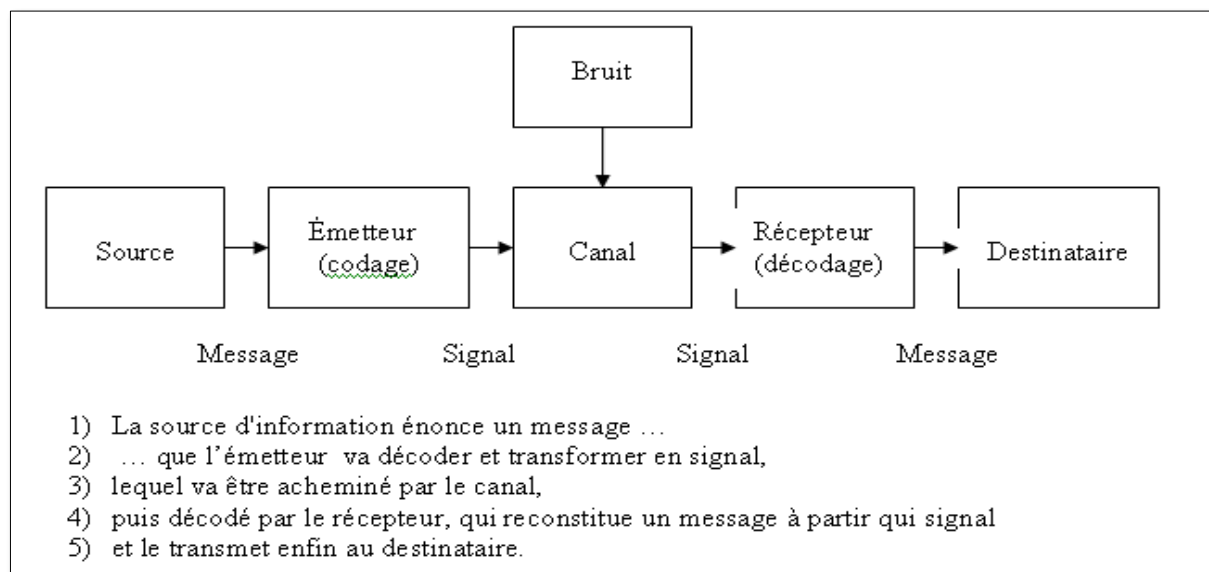 Bruit
Source
Émetteur
(codage)
Canal
Récepteur
(décodage)
Destinataire
Message
Signal
Signal
Message
1) La source d'information énonce un message …
2) … que l’émetteur va décoder et transformer en signal,
3) lequel va être acheminé par le canal,
4) puis décodé par le récepteur, qui reconstitue un message à partir qui signal
5) et le transmet enfin au destinataire.